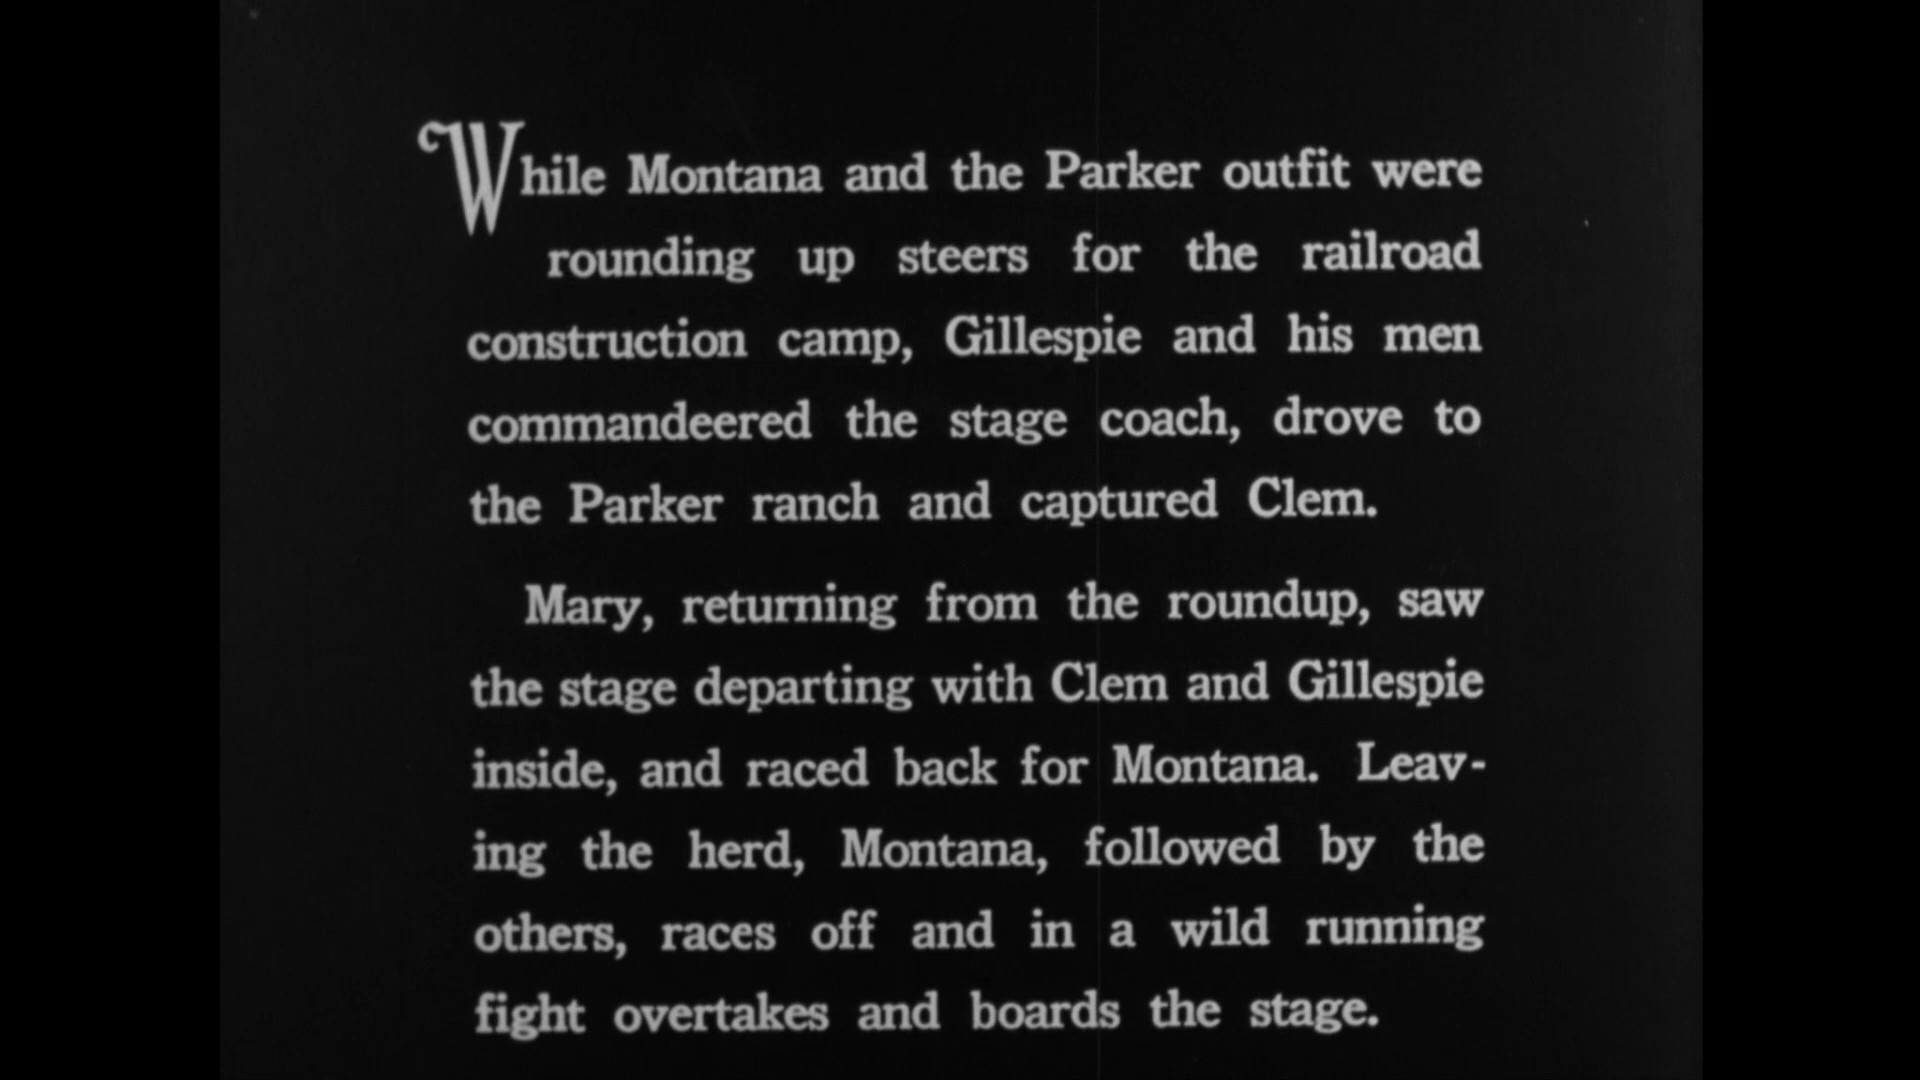 While Montana and the Parker outfit were
rounding up steers for the railroad
construction camp, Gillespie and his men
commandeered the stage coach, drove to
the Parker ranch and captured Clem.
Mary, returning from the roundup, saw
the stage departing with Clem and Gillespie
inside, and raced back for Montana. Leav-
ing the herd, Montana, followed by the
others, races off and in a wild running
fight overtakes and boards the stage.